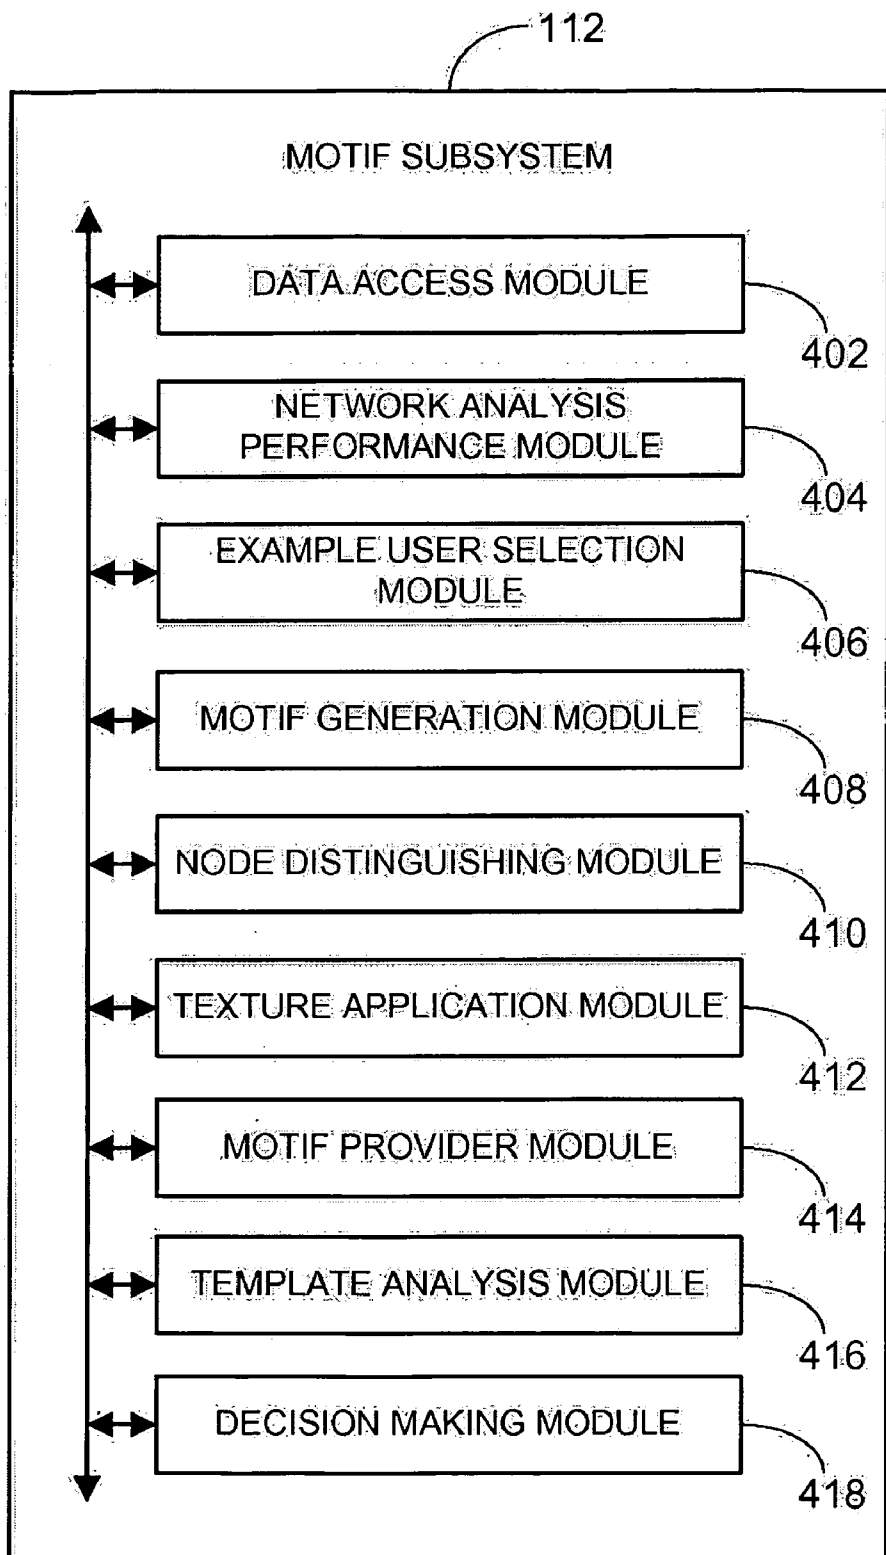 112
MOTIF SUBSYSTEM
DATA ACCESS MODULE
402
NETWORK ANALYSIS
PERFORMANCE MODULE
404
EXAMPLE USER SELECTION
MODULE
406
MOTIF GENERATION MODULE
408
NODE DISTINGUISHING MODULE
410
TEXTURE APPLICATION MODULE
412
MOTIF PROVIDER MODULE
414
TEMPLATE ANALYSIS MODULE
416
DECISION MAKING MODULE
418